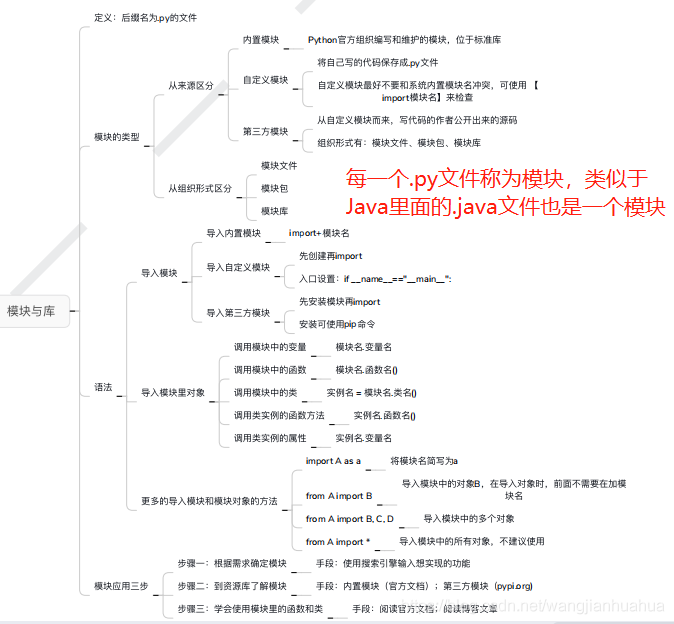 定义：后缀名为.py的文件
内置模块
Python官方组织编写和维护的模块，位于标准库
将自己写的代码保存成.py文件
从来源区分
自定义模块
自定义模块最好不要和系统内置模块名冲突，可使用 【
import模块名】来检查
从自定义模块而来，写代码的作者公开出来的源码
模块的类型
第三方模块
组织形式有：模块文件、模块包、模块库
模块文件
从组织形式区分
模块包
模块库
每一个.py文件称为模块，类似于
Java里面的.java文件也是一个模块
导入内置模块
import+模块名
先创建再import
导入模块
导入自定义模块
入口设置：if __name__=="__main__":
先安装模块再import
模块与库
导入第三方模块
安装可使用pip命令
调用模块中的变量
模块名.变量名
调用模块中的函数
模块名.函数名()
语法
导入模块里对象
调用模块中的类
实例名 = 模块名.类名()
调用类实例的函数方法
实例名.函数名()
调用类实例的属性
实例名.变量名
import A as a
将模块名简写为a
更多的导入模块和模块对象的方法
from A import B
导入模块中的对象B，在导入对象时，前面不需要在加模
块名
from A import B, C, D
导入模块中的多个对象
from A import *
导入模块中的所有对象，不建议使用
步骤一：根据需求确定模块
手段：使用搜索引擎输入想实现的功能
模块应用三步
步骤二：到资源库了解模块
手段：内置模块（官方文档）；第三方模块（pypi.org)
步骤三：学会使用模块里的函数和类
手段：阅读官方文档；阅读博客文章
https://blog.csdn.net/wangjianhuahua